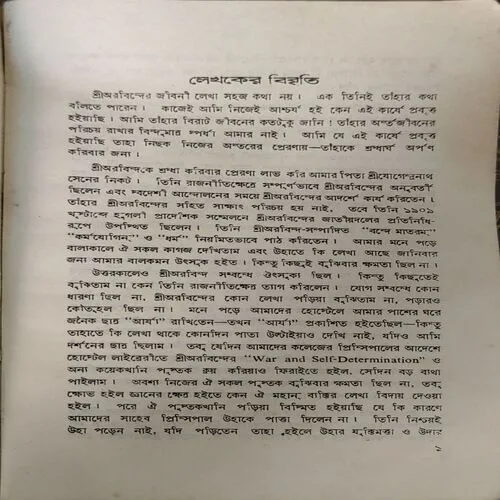 লেখকের বিবৃতি
শ্রীঅরবিন্দের জীবনী লেখা সহজ কথা নয়। এক তিনিই তাঁহার কথা
বলিতে পারেন। কাজেই আমি নিজেই আশ্চর্য হই কেন এই কার্যে প্রবৃত্ত
হইয়াছি। আমি তাঁহার বিরাট জীবনের কতটুকু জানি! তাঁহার অন্তর্জীবনের
পরিচয় রাখার বিন্দুমাত্র স্পর্ধা আমার নাই। আমি যে এই কার্যে প্রবৃত্ত
হইয়াছি তাহা নিছক নিজের অন্তরের প্রেরণায়—তাঁহাকে শ্রদ্ধার্ঘ্য অর্পণ
করিবার জন্য।
শ্রীঅরবিন্দকে শ্রদ্ধা করিবার প্রেরণা লাভ করি আমার পিতা শ্রীযোগেন্দ্রনাথ
সেনের নিকট। তিনি রাজনীতিক্ষেত্রে সম্পূর্ণভাবে শ্রীঅরবিন্দের অনুবর্তী
ছিলেন এবং স্বদেশী আন্দোলনের সময়ে শ্রীঅরবিন্দের আদর্শে কার্য করিতেন।
তাঁহার শ্রীঅরবিন্দের সহিত সাক্ষাৎ পরিচয় হয় নাই, তবে তিনি ১৯০৯
খৃষ্টাব্দে হুগলী প্রাদেশিক সম্মেলনে শ্রীঅরবিন্দের জাতীয়দলের প্রতিনিধি-
রূপে উপস্থিত ছিলেন। তিনি শ্রীঅরবিন্দ-সম্পাদিত "বন্দে মাতরম্"
"কর্মযোগিন্" ও "ধর্ম" নিয়মিতভাবে পাঠ করিতেন। আমার মনে পড়ে
বাল্যকালে ঐ সকল কাগজ দেখিতাম এবং উহাতে কি লেখা আছে জানিবার
জন্য আমার বালকমন উৎসুক হইত। কিন্তু কিছুই বুঝিবার ক্ষমতা ছিল না।
উত্তরকালেও শ্রীঅরবিন্দ সম্বন্ধে ঔৎসুক্য ছিল। কিন্তু কিছুতেই
বুঝিতাম না কেন তিনি রাজনীতিক্ষেত্র ত্যাগ করিলেন। যোগ সম্বন্ধে কোন
ধারণা ছিল না, শ্রীঅরবিন্দের কোন লেখা পড়িয়া বুঝিতাম না, পড়ারও
কৌতূহল ছিল না। মনে পড়ে আমাদের হোস্টেলে আমার পাশের ঘরে
জনৈক ছাত্র "আর্য্য" রাখিতেন—তখন "আর্য্য" প্রকাশিত হইতেছিল—কিন্তু
তাহাতে কি লেখা থাকে কোনদিন পাতা উল্টাইয়াও দেখি নাই, যদিও আমি
দর্শনের ছাত্র ছিলাম। তবু যেদিন আমাদের কলেজের প্রিন্সিপালের আদেশে
হোস্টেল লাইব্রেরীতে শ্রীঅরবিন্দের "War and Self-Determination" ও
অন্য কয়েকখানি পুস্তক ক্রয় করিয়াও ফিরাইতে হইল, সেদিন বড় ব্যথা
পাইলাম। অবশ্য নিজের ঐ সকল পুস্তক বুঝিবার ক্ষমতা ছিল না, তবু
ক্ষোভ হইল জ্ঞানের ক্ষেত্র হইতে কেন ঐ মহান্ ব্যক্তির লেখা বিদায় দেওয়া
হইল। পরে ঐ পুস্তকখানি পড়িয়া বিস্মিত হইয়াছি যে কি কারণে
আমাদের সাহেব প্রিন্সিপাল উহাকে পাত্তা দিলেন না। তিনি নিশ্চয়ই
উহা পড়েন নাই, যদি পড়িতেন তাহা হইলে উহার যুক্তিমত্তা ও উদার
১